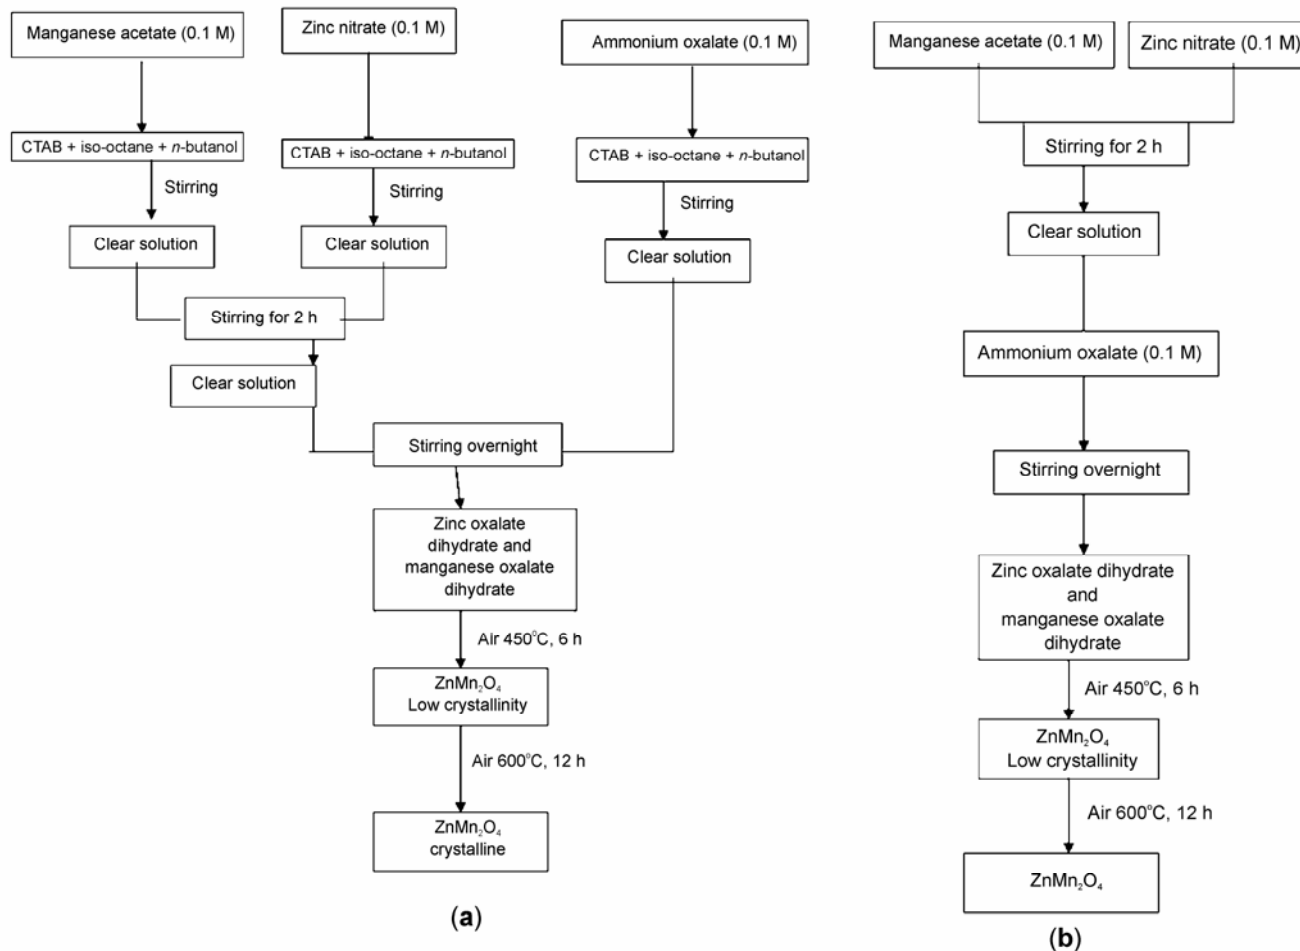 Manganese acetate (0.1 M)
Zinc nitrate (0.1 M)
Ammonium oxalate (0.1 M)
CTAB + iso-octane + n-butanol
CTAB + iso-octane + n-butanol
CTAB + iso-octane + n-butanol
Stirring
Stirring
Stirring
Clear solution
Clear solution
Clear solution
Stirring for 2 h
Clear solution
Stirring overnight
Zinc oxalate
dihydrate and
manganese oxalate
dihydrate
Air 450°C, 6 h
ZnMn₂O₄
Low crystallinity
Air 600°C, 12 h
ZnMn₂O₄
crystalline
(a)
Manganese acetate (0.1 M)
Zinc nitrate (0.1 M)
Stirring for 2 h
Clear solution
Ammonium oxalate (0.1 M)
Stirring overnight
Zinc oxalate dihydrate
and
manganese oxalate
dihydrate
Air 450°C, 6 h
ZnMn₂O₄
Low crystallinity
Air 600°C, 12 h
ZnMn₂O₄
(b)